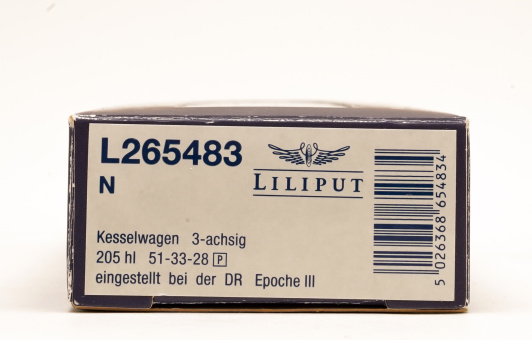 L265483
N
LILIPUT
Kesselwagen 3-achsig
205 hl 51-33-28 P
eingestellt bei der DR Epoche III
5 026368 654834